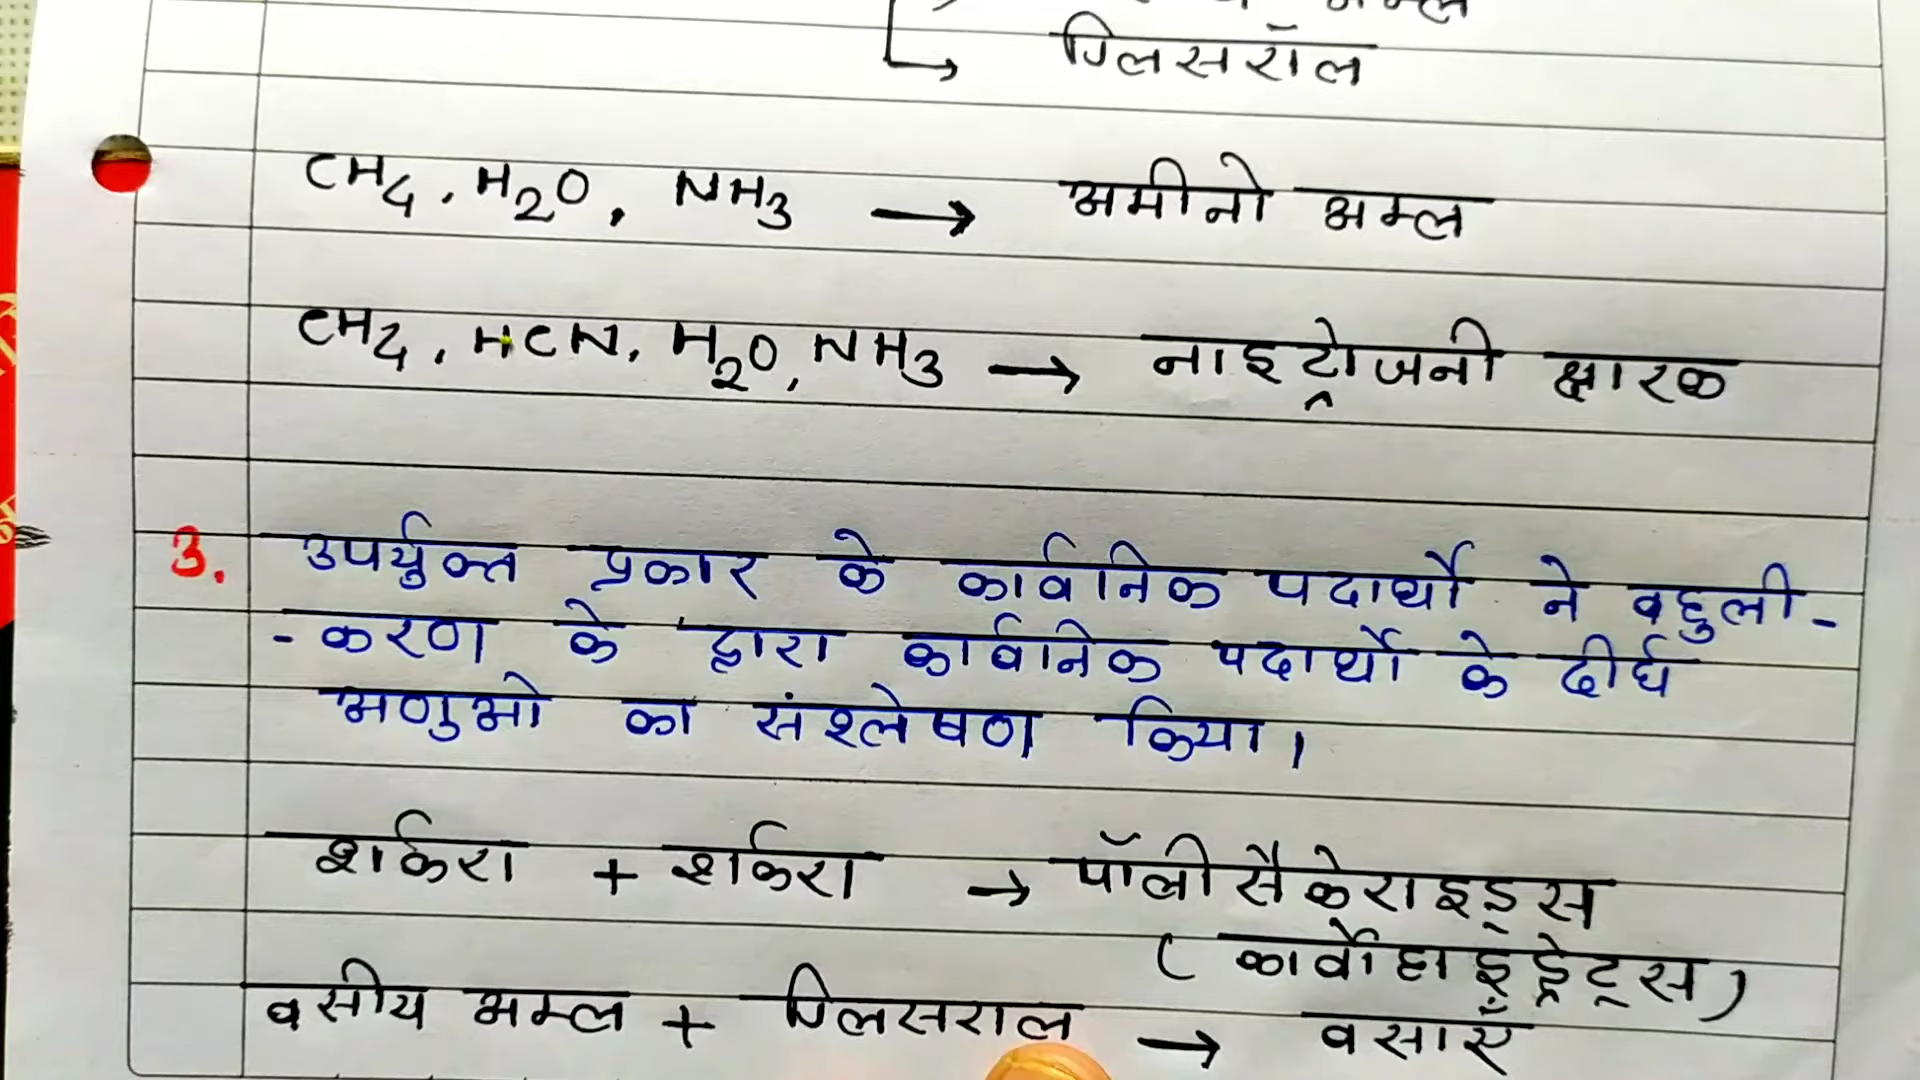 अम्ल
ग्लिसरॉल
CH4, H2O, NH3 → अमीनो अम्ल
CH4, HCN, H2O, NH3 → नाइट्रोजनी क्षारक
3. उपर्युक्त प्रकार के कार्बनिक पदार्थों ने बहुली-
-करण के द्वारा कार्बनिक पदार्थों के दीर्घ
अणुओ का संश्लेषण किया।
शर्करा + शर्करा → पॉलीसैकेराइड्स
(कार्बोहाइड्रेट्स)
वसीय अम्ल + ग्लिसराल → वसाएँ